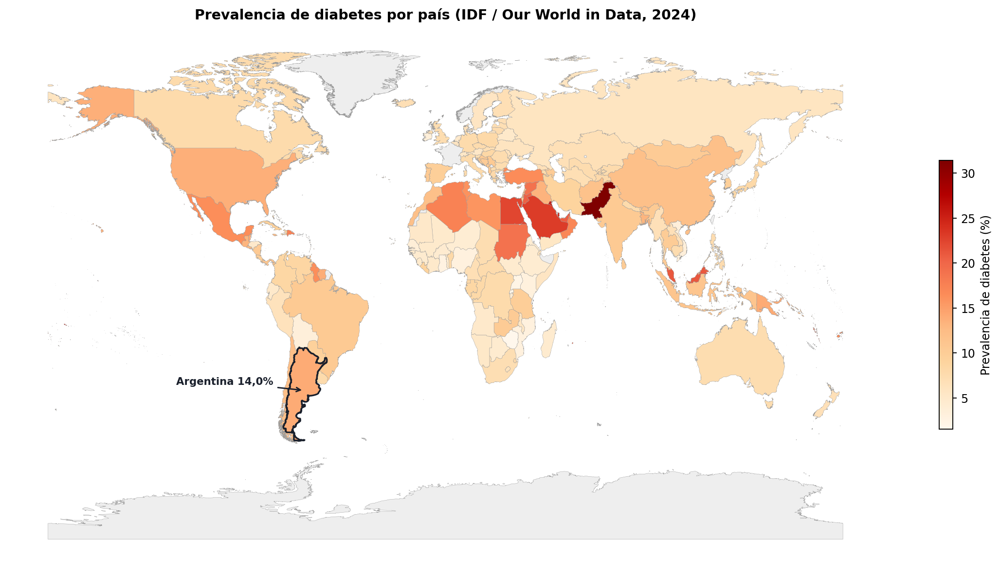 Prevalencia de diabetes por país (IDF / Our World in Data, 2024)
Argentina 14,0%
30
25
20
15
10
5
Prevalencia de diabetes (%)